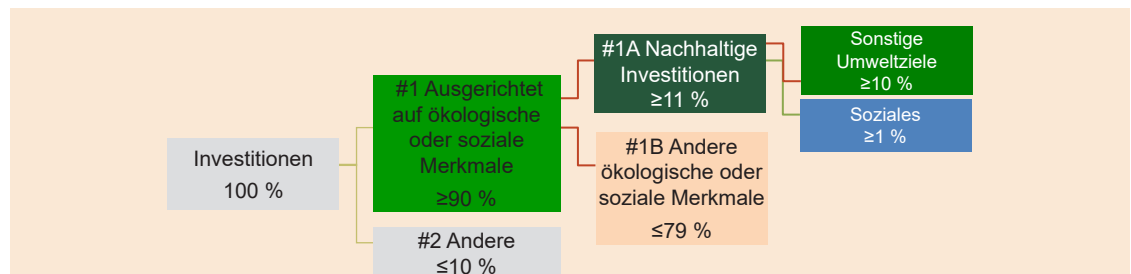 Investitionen
100 %
#1 Ausgerichtet
auf ökologische
oder soziale
Merkmale
≥90 %
#2 Andere
≤10 %
#1A Nachhaltige
Investitionen
≥11 %
#1B Andere
ökologische oder
soziale Merkmale
≤79 %
Sonstige
Umweltziele
≥10 %
Soziales
≥1 %